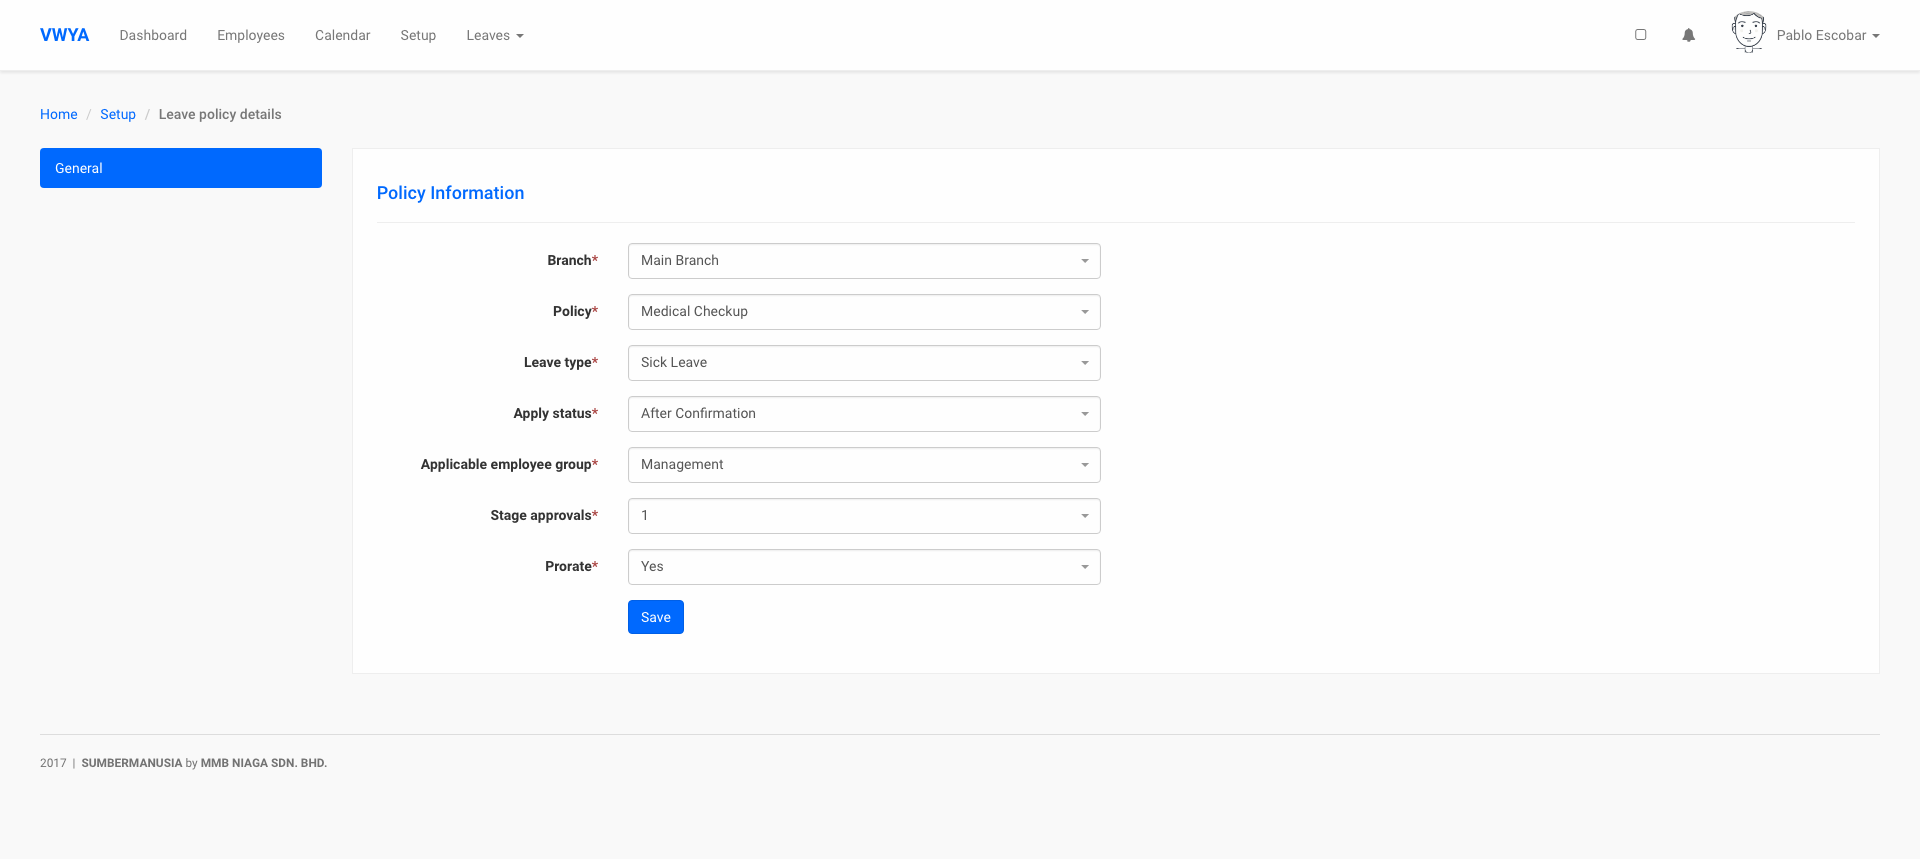 VWYA Dashboard Employees Calendar Setup Leaves Pablo Escobar
Home / Setup / Leave policy details
General
Policy Information
Branch* Main Branch
Policy* Medical Checkup
Leave type* Sick Leave
Apply status* After Confirmation
Applicable employee group* Management
Stage approvals* 1
Prorate* Yes
Save
2017 | SUMBERMANUSIA by MMB NIAGA SDN. BHD.